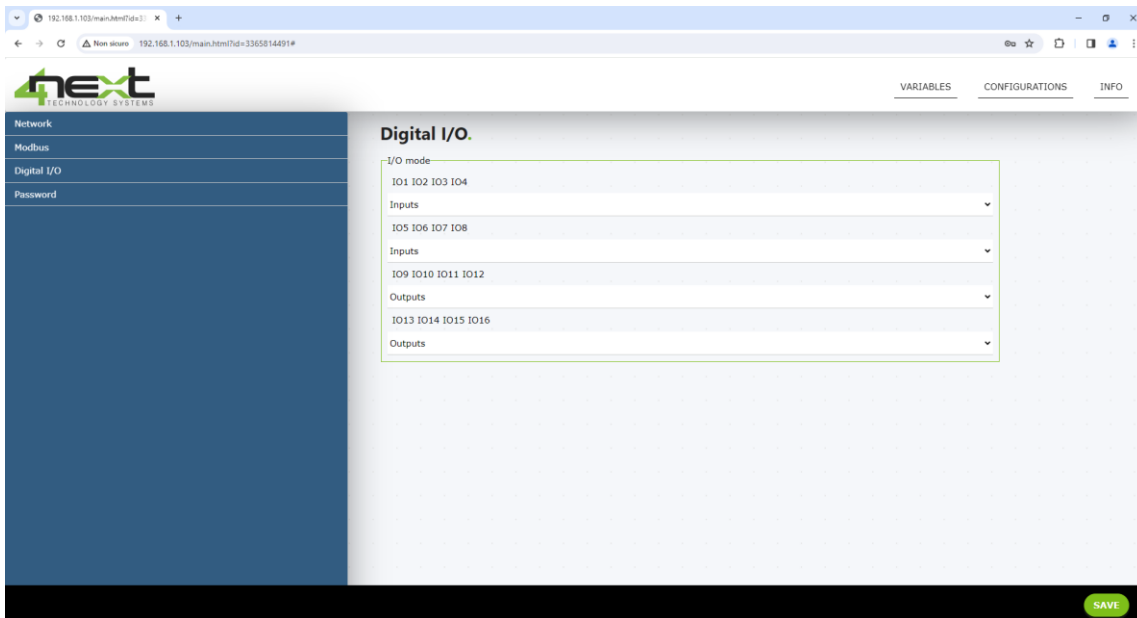 192.168.1.103/main.html?id=33
Non sicuro 192.168.1.103/main.html?id=3365814491#
4next
TECHNOLOGY SYSTEMS
VARIABLES CONFIGURATIONS INFO
Network
Modbus
Digital I/O
Password
Digital I/O.
I/O mode
IO1 IO2 IO3 IO4
Inputs
IO5 IO6 IO7 IO8
Inputs
IO9 IO10 IO11 IO12
Outputs
IO13 IO14 IO15 IO16
Outputs
SAVE